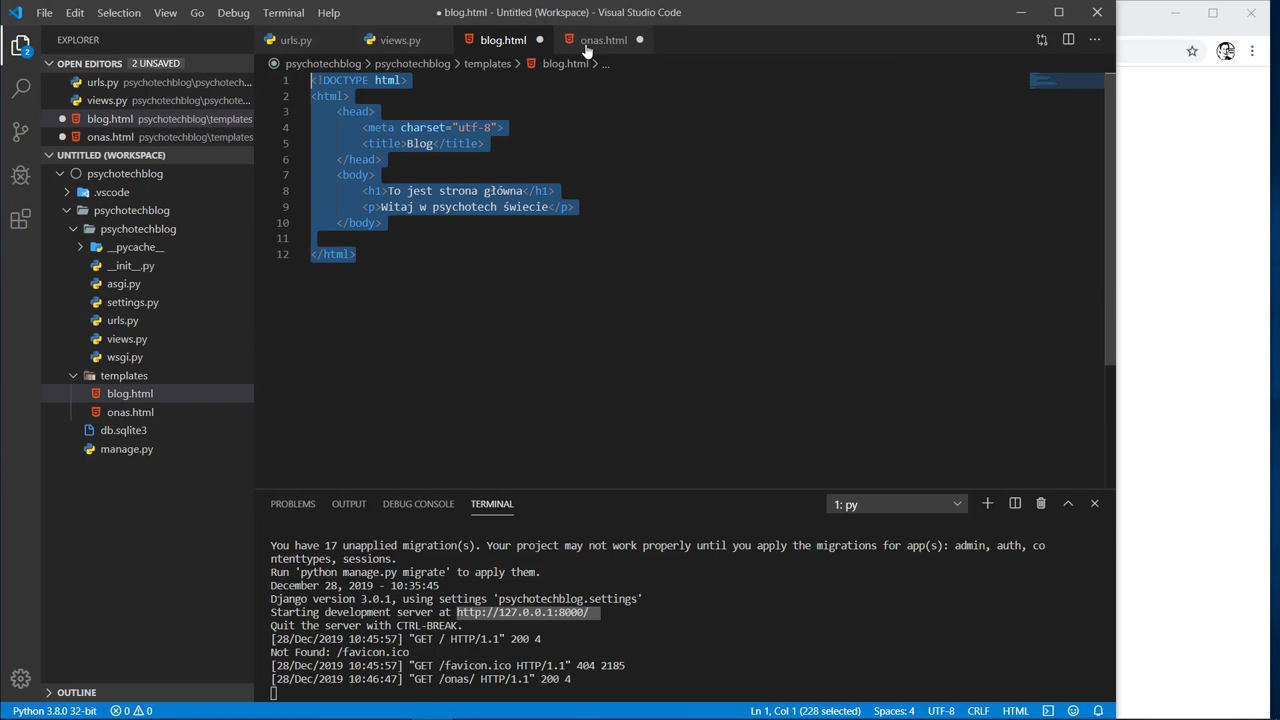 File Edit Selection View Go Debug Terminal Help ● blog.html - Untitled (Workspace) - Visual Studio Code
EXPLORER
urls.py views.py blog.html onas.html
OPEN EDITORS 2 UNSAVED
urls.py psychotechblog\psychotech...
views.py psychotechblog\psychote...
blog.html psychotechblog\templates
onas.html psychotechblog\templates
UNTITLED (WORKSPACE)
psychotechblog
.vscode
psychotechblog
psychotechblog
__pycache__
__init__.py
asgi.py
settings.py
urls.py
views.py
wsgi.py
templates
blog.html
onas.html
db.sqlite3
manage.py
OUTLINE
2
psychotechblog > psychotechblog > templates > blog.html > ...
1 <!DOCTYPE html>
2 <html>
3 <head>
4 <meta charset="utf-8">
5 <title>Blog</title>
6 </head>
7 <body>
8 <h1>To jest strona główna</h1>
9 <p>Witaj w psychotech świecie</p>
10 </body>
11
12 </html>
PROBLEMS OUTPUT DEBUG CONSOLE TERMINAL 1: py
You have 17 unapplied migration(s). Your project may not work properly until you apply the migrations for app(s): admin, auth, co
ntenttypes, sessions.
Run 'python manage.py migrate' to apply them.
December 28, 2019 - 10:35:45
Django version 3.0.1, using settings 'psychotechblog.settings'
Starting development server at http://127.0.0.1:8000/
Quit the server with CTRL-BREAK.
[28/Dec/2019 10:45:57] "GET / HTTP/1.1" 200 4
Not Found: /favicon.ico
[28/Dec/2019 10:45:57] "GET /favicon.ico HTTP/1.1" 404 2185
[28/Dec/2019 10:46:47] "GET /onas/ HTTP/1.1" 200 4
Python 3.8.0 32-bit 0 0 Ln 1, Col 1 (228 selected) Spaces: 4 UTF-8 CRLF HTML